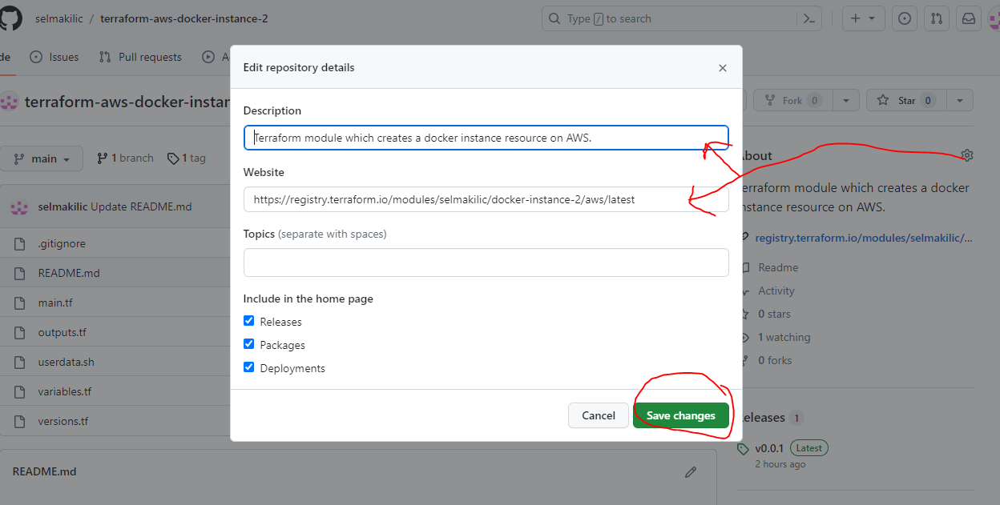 selmakilic / terraform-aws-docker-instance-2
Type / to search
de
Issues
Pull requests
A
terraform-aws-docker-instan
Fork 0
Star 0
main
1 branch
1 tag
selmakilic Update README.md
.gitignore
README.md
main.tf
outputs.tf
userdata.sh
variables.tf
versions.tf
README.md
Edit repository details
Description
Terraform module which creates a docker instance resource on AWS.
Website
https://registry.terraform.io/modules/selmakilic/docker-instance-2/aws/latest
Topics (separate with spaces)
Include in the home page
Releases
Packages
Deployments
Cancel
Save changes
About
erraform module which creates a docker
nstance resource on AWS.
registry.terraform.io/modules/selmakilic/...
Readme
Activity
0 stars
1 watching
0 forks
eleases 1
v0.0.1 Latest
2 hours ago